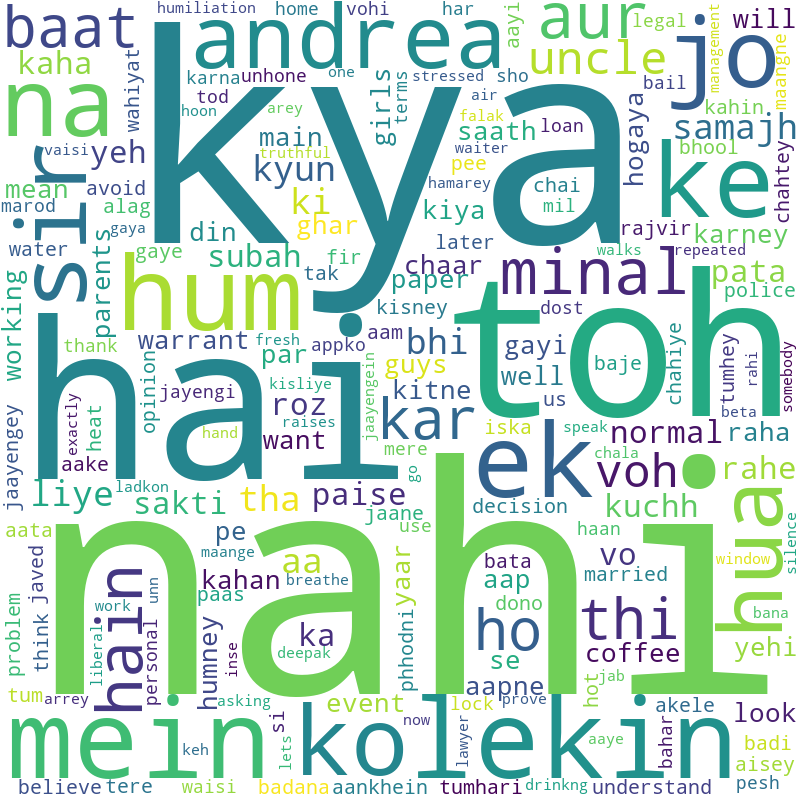 humiliation home vohi har
baat andrea aur legal will
aayi
kaha karna unhone one stressed sho uncle jo management
na wahiyat tod hoon arey girls terms air bail maangne
kya falak saath loan kahin samajh
main truthful waiter hogaya bhool
vaisi yeh kyun pee hamarey
sir mean avoid ki chai ke chahtey
marod alag ghar kiya mil rajvir karney
gaya din later walks repeated
water gaye subah fir chaar minal pata
parents tak paper dost police
working hum kisney
thank warrant fresh appko aam bhi gayi toh baje chahiye tumhey
hai opinion par guys well us rahi somebody
jayengi kisliye jaayengein kitne beta
jaayengey exactly heat roz raises kar iska speak normal raha
hand want mere ek chala
aake go voh rahe
liye ladkon sakti tha paise jaane decision kuchh hua
aata pe use haan silence
nahi
maange aa yaar bata vo window
javed unn kahan breathe aap married
problem think work paas dono bana
hain ka phhodni ho thi yehi
liberal personal humney inse deepak se coffee
tum arrey asking event lock aapne hot jab akele look
mein keh si lets now kolekin prove lawyer aaye bahar badi
aisey
believe tere waisi badana aankhein tumhari drinkng understand pesh